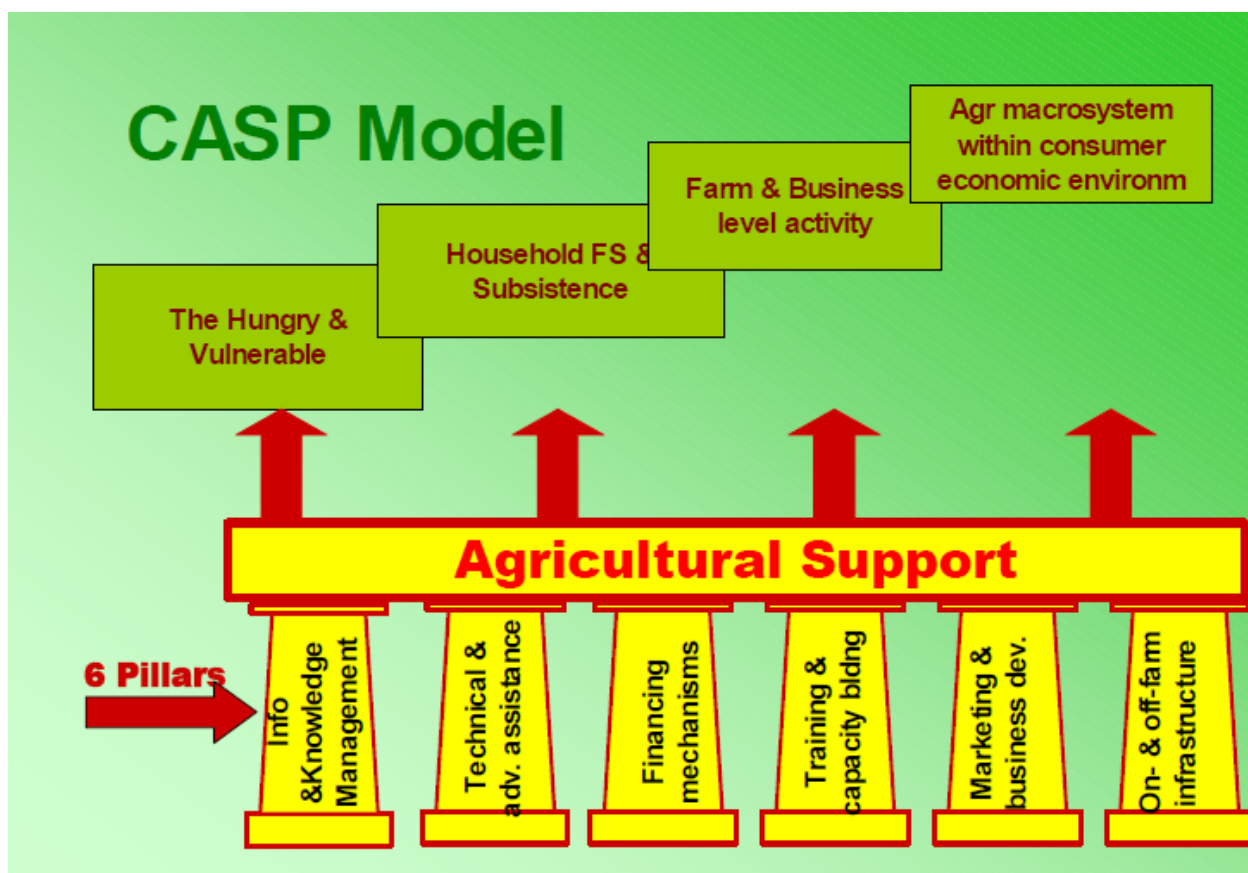 CASP Model
Agr macrosystem
within consumer
economic environm
Farm & Business
level activity
Household FS &
Subsistence
The Hungry &
Vulnerable
Agricultural Support
6 Pillars
Info
&Knowledge
Management
Technical &
adv. assistance
Financing
mechanisms
Training &
capacity bldng
Marketing &
business dev.
On- & off-farm
infrastructure